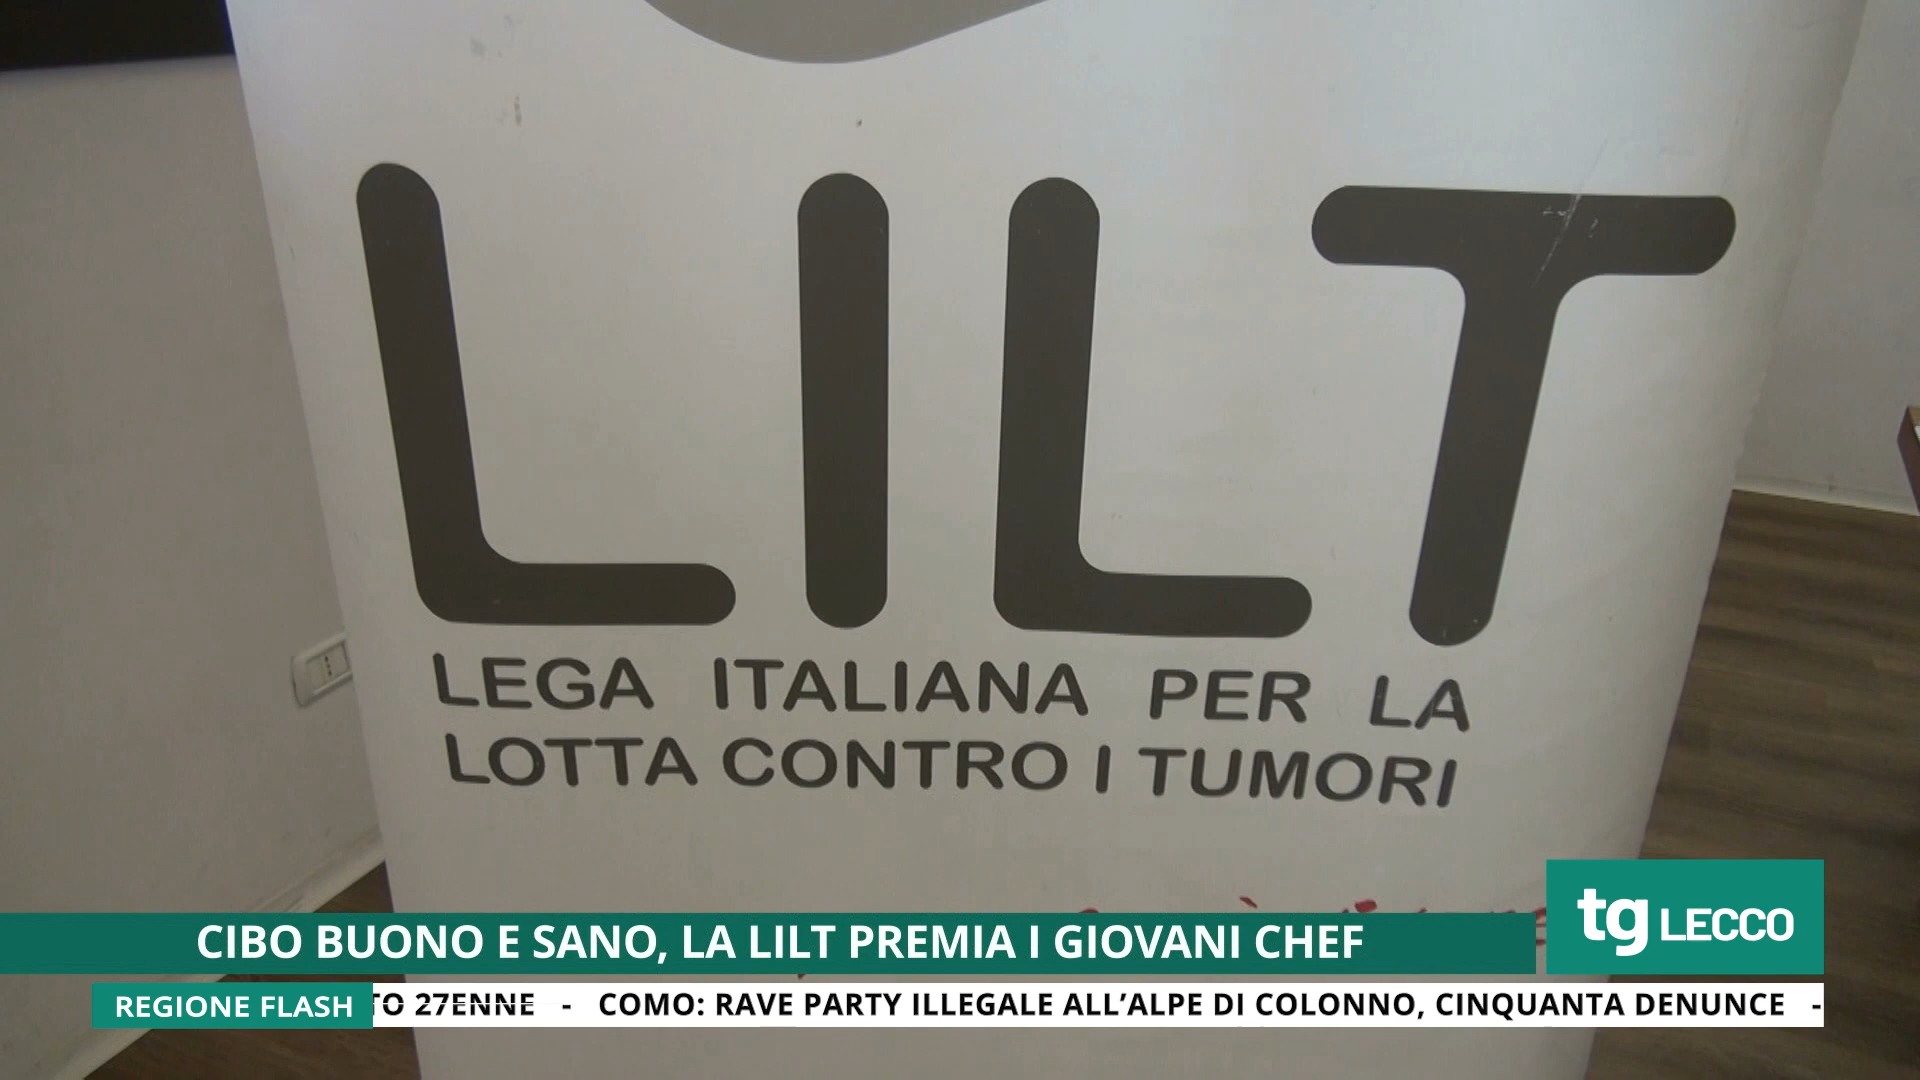 LILT
LEGA ITALIANA PER LA
LOTTA CONTRO I TUMORI
CIBO BUONO E SANO, LA LILT PREMIA I GIOVANI CHEF
tg LECCO
REGIONE FLASH
TO 27ENNE - COMO: RAVE PARTY ILLEGALE ALL’ALPE DI COLONNO, CINQUANTA DENUNCE -